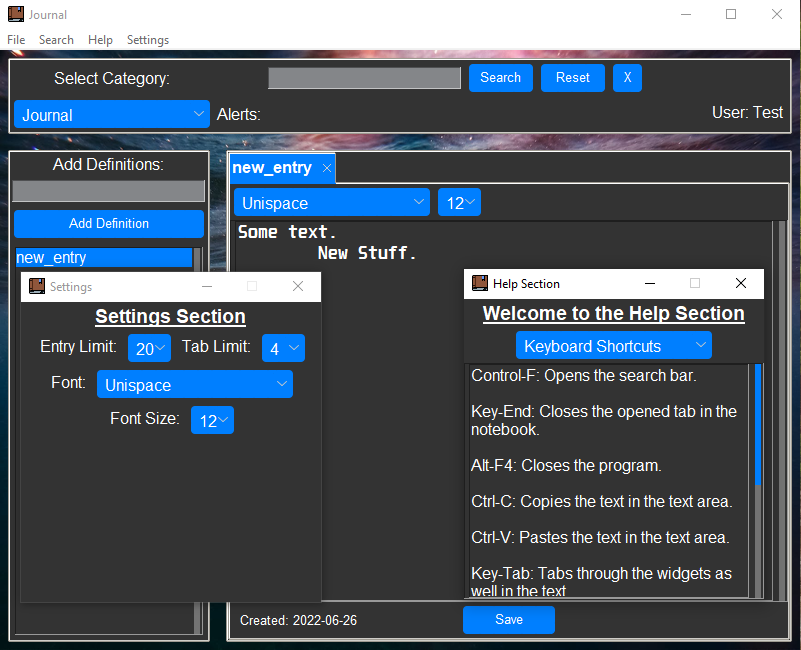 Journal
File Search Help Settings
Select Category:
Search Reset X
Journal
Alerts:
User: Test
Add Definitions:
Add Definition
new_entry
new_entry
Unispace 12
Some text.
New Stuff.
Settings
Settings Section
Entry Limit: 20 Tab Limit: 4
Font: Unispace
Font Size: 12
Help Section
Welcome to the Help Section
Keyboard Shortcuts
Control-F: Opens the search bar.
Key-End: Closes the opened tab in the
notebook.
Alt-F4: Closes the program.
Ctrl-C: Copies the text in the text area.
Ctrl-V: Pastes the text in the text area.
Key-Tab: Tabs through the widgets as
well in the text
Created: 2022-06-26
Save